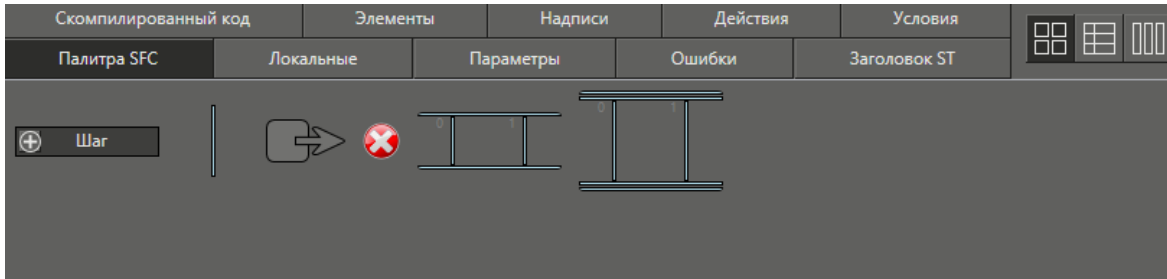 Скомпилированный код Элементы Надписи Действия Условия
Палитра SFC Локальные Параметры Ошибки Заголовок ST
Шаг 0 1 0 1